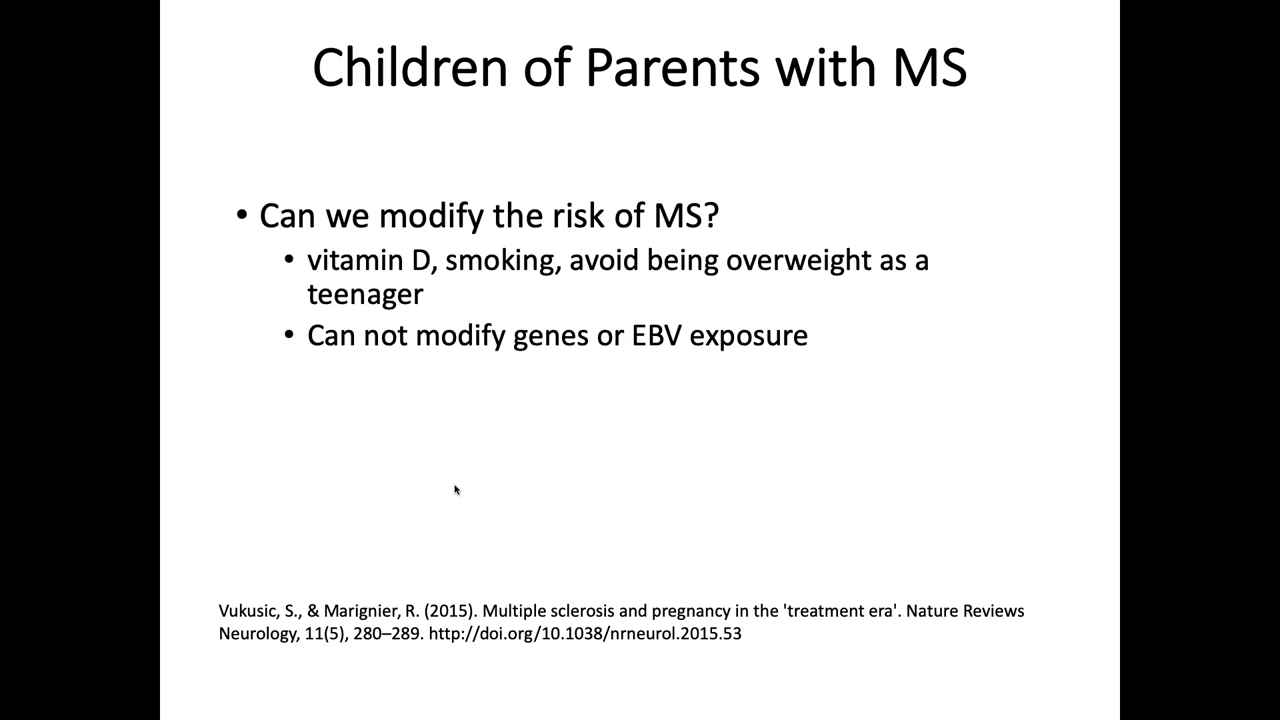 Children of Parents with MS
• Can we modify the risk of MS?
• vitamin D, smoking, avoid being overweight as a
teenager
• Can not modify genes or EBV exposure
Vukusic, S., & Marignier, R. (2015). Multiple sclerosis and pregnancy in the 'treatment era'. Nature Reviews
Neurology, 11(5), 280–289. http://doi.org/10.1038/nrneurol.2015.53